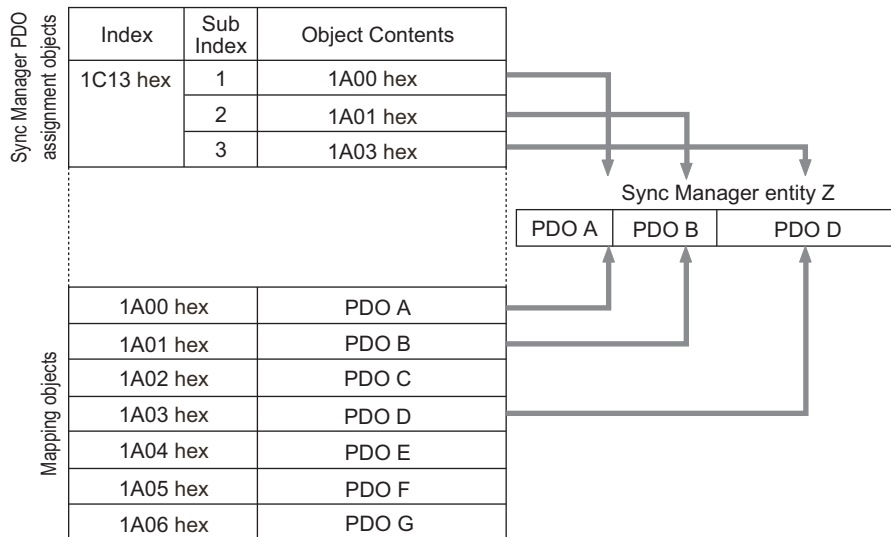 Sync Manager PDO
assignment objects
Index
Sub
Index
Object Contents
1C13 hex
1
1A00 hex
2
1A01 hex
3
1A03 hex
Sync Manager entity Z
PDO A
PDO B
PDO D
Mapping objects
1A00 hex
PDO A
1A01 hex
PDO B
1A02 hex
PDO C
1A03 hex
PDO D
1A04 hex
PDO E
1A05 hex
PDO F
1A06 hex
PDO G